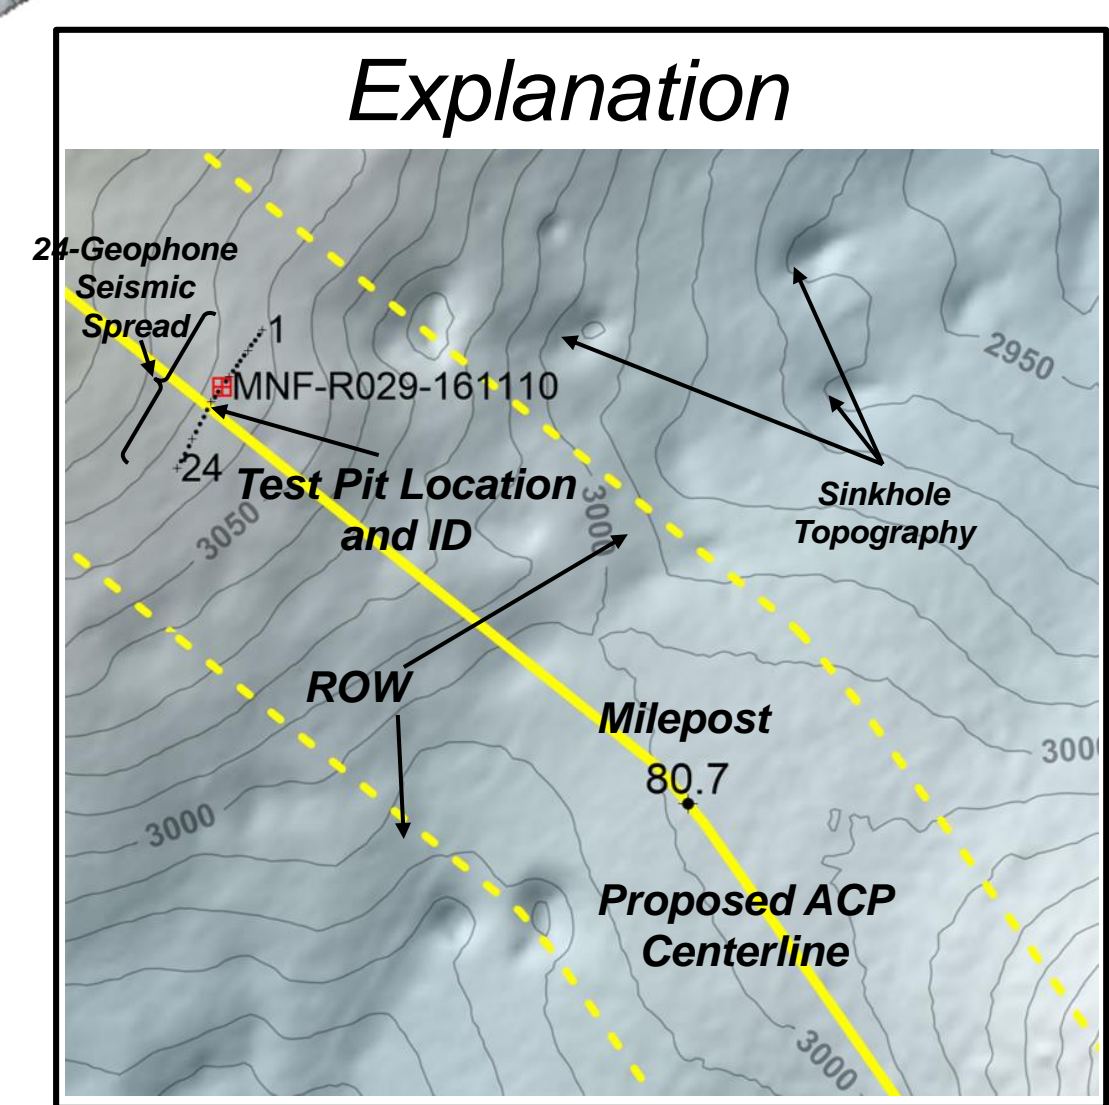 Explanation
24-Geophone
Seismic
Spread
1
MNF-R029-161110
24
Test Pit Location
and ID
2950
Sinkhole
Topography
3050
3000
ROW
Milepost
80.7
3000
3000
Proposed ACP
Centerline
3000